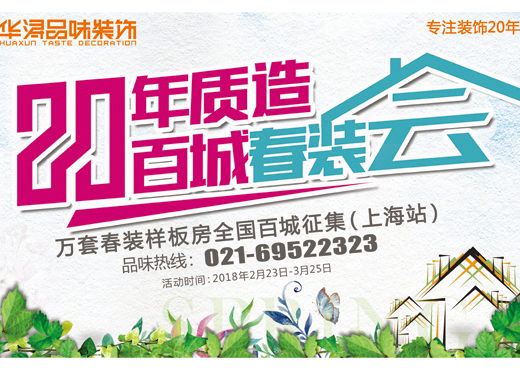 华浔品味装饰
HUAXUN TASTE DECORATION
专注装饰20年
20年质造
百城春装会
万套春装样板房全国百城征集(上海站)
品味热线:021-69522323
活动时间:2018年2月23日-3月25日
SPRING